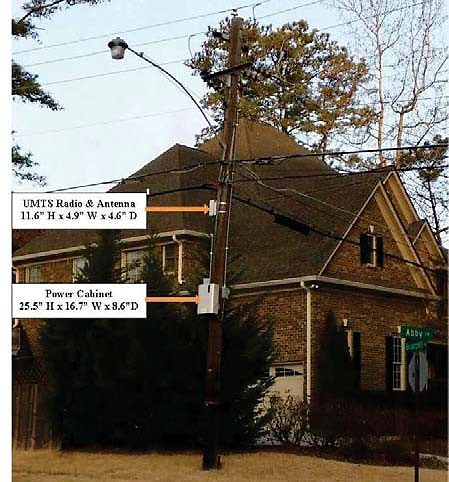 UMTS Radio & Antenna
11.6" H x 4.9" W x 4.6" D
Power Cabinet
25.5" H x 16.7" W x 8.6"D
Abby